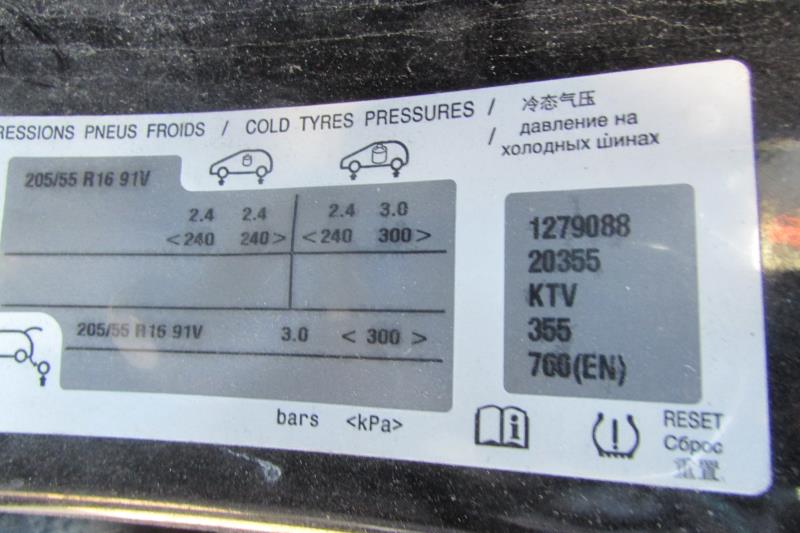 RESSIONS PNEUS FROIDS / COLD TYRES PRESSURES / 冷态气压
/ давление на
холодных шинах
205/55 R16 91V
2.4 2.4 2.4 3.0
<240 240> <240 300>
205/55 R16 91V 3.0 < 300 >
bars <kPa>
1279088
20355
KTV
355
766(EN)
RESET
Сброс
重置